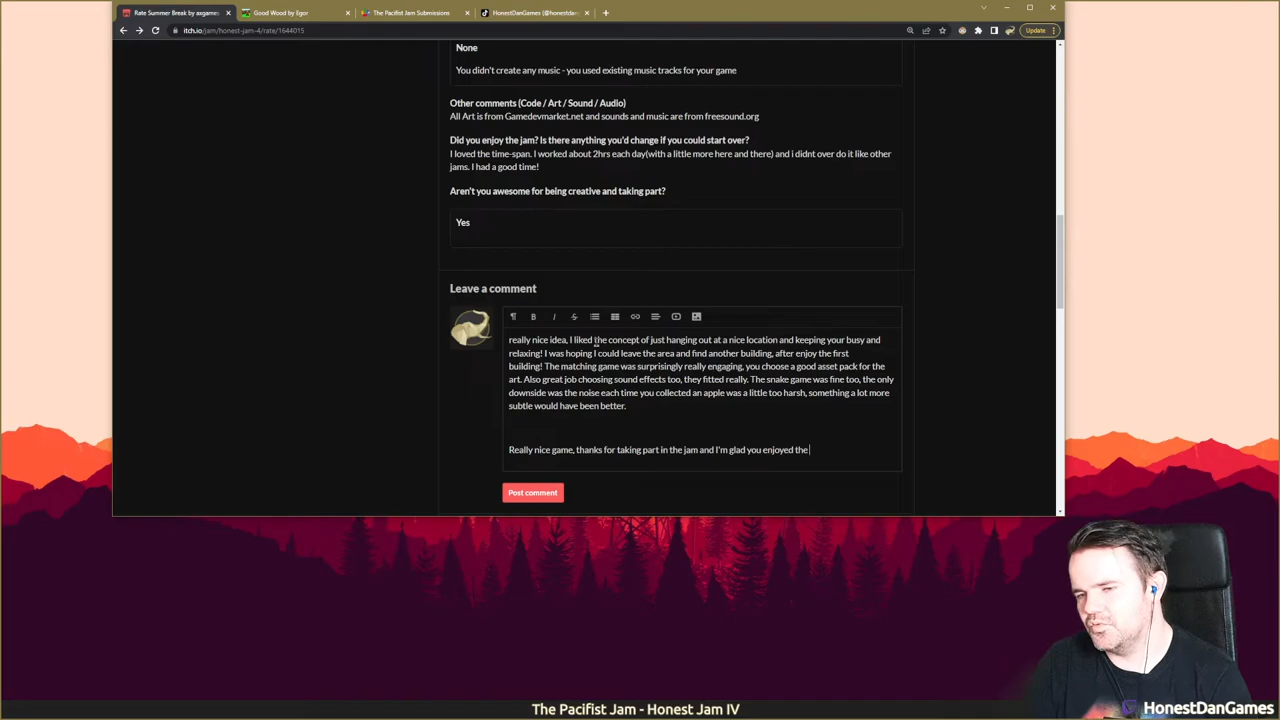 Rate Summer Break by axgames
Good Wood by Egor
The Pacifist Jam Submissions
HonestDanGames (@honestda
itch.io/jam/honest-jam-4/rate/1644015
Update
None
You didn't create any music - you used existing music tracks for your game
Other comments (Code / Art / Sound / Audio)
All Art is from Gamedevmarket.net and sounds and music are from freesound.org
Did you enjoy the jam? Is there anything you'd change if you could start over?
I loved the time-span. I worked about 2hrs each day(with a little more here and there) and i didnt over do it like other
jams. I had a good time!
Aren't you awesome for being creative and taking part?
Yes
Leave a comment
really nice idea, I liked the concept of just hanging out at a nice location and keeping your busy and
relaxing! I was hoping I could leave the area and find another building, after enjoy the first
building! The matching game was surprisingly really engaging, you choose a good asset pack for the
art. Also great job choosing sound effects too, they fitted really. The snake game was fine too, the only
downside was the noise each time you collected an apple was a little too harsh, something a lot more
subtle would have been better.
Really nice game, thanks for taking part in the jam and I'm glad you enjoyed the
Post comment
The Pacifist Jam - Honest Jam IV
HonestDanGames